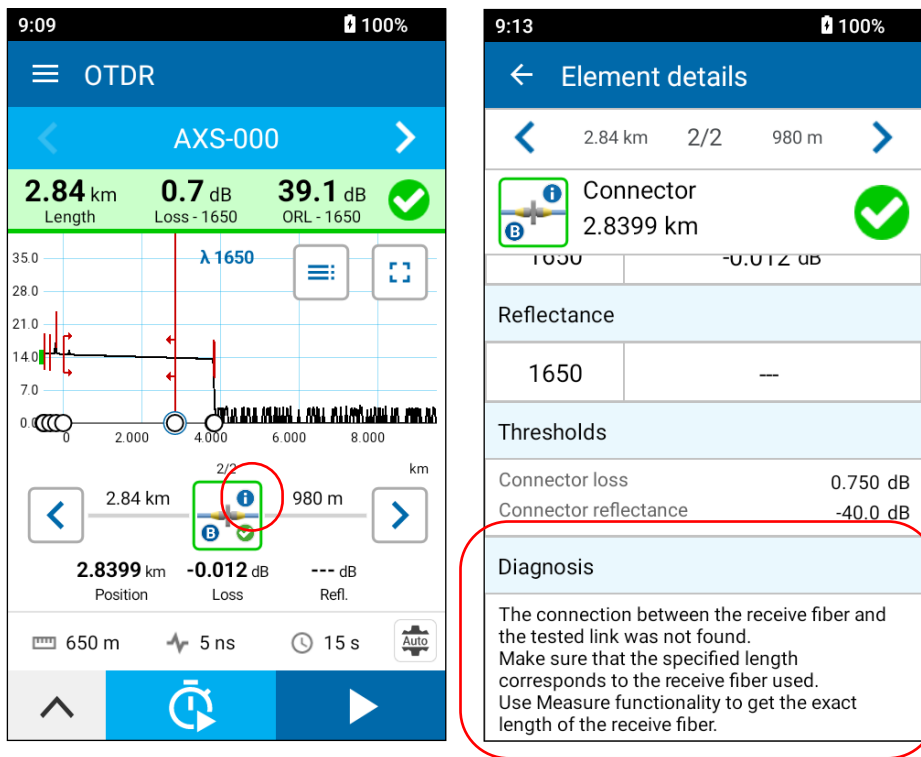 9:09
100%
OTDR
AXS-000
2.84 km
0.7 dB
39.1 dB
Length
Loss - 1650
ORL - 1650
λ 1650
35.0
28.0
21.0
14.0
7.0
0.
0
2.000
4.000
6.000
8.000
2/2
km
2.84 km
i
980 m
B
2.8399 km
-0.012 dB
--- dB
Position
Loss
Refl.
650 m
5 ns
15 s
Auto
9:13
100%
Element details
2.84 km
2/2
980 m
i
Connector
B
2.8399 km
1650
-0.012 dB
Reflectance
1650
---
Thresholds
Connector loss
0.750 dB
Connector reflectance
-40.0 dB
Diagnosis
The connection between the receive fiber and
the tested link was not found.
Make sure that the specified length
corresponds to the receive fiber used.
Use Measure functionality to get the exact
length of the receive fiber.